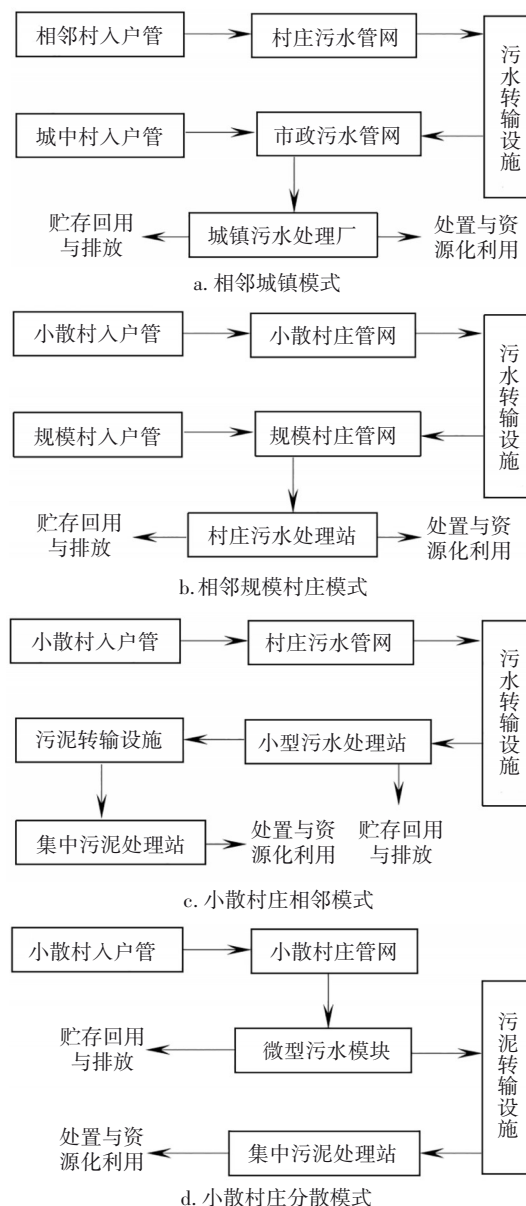 相邻村入户管
村庄污水管网
污水转输设施
城中村入户管
市政污水管网
贮存回用
与排放
城镇污水处理厂
处置与资
源化利用
a. 相邻城镇模式
小散村入户管
小散村庄管网
污水转输设施
规模村入户管
规模村庄管网
贮存回用
与排放
村庄污水处理站
处置与资
源化利用
b.相邻规模村庄模式
小散村入户管
村庄污水管网
污水转输设施
污泥转输设施
小型污水处理站
集中污泥处理站
处置与资
源化利用
贮存回用
与排放
c. 小散村庄相邻模式
小散村入户管
小散村庄管网
污泥转输设施
贮存回用
与排放
微型污水模块
处置与资
源化利用
集中污泥处理站
d. 小散村庄分散模式